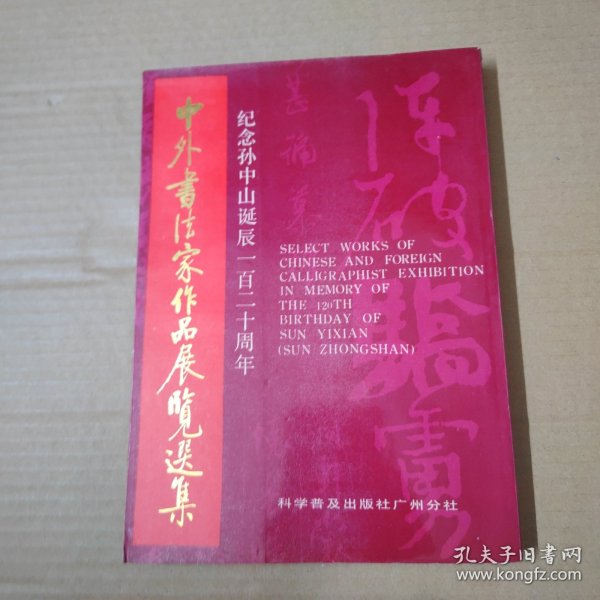 中外書法家作品展覽選集
纪念孙中山诞辰一百二十周年
SELECT WORKS OF
CHINESE AND FOREIGN
CALLIGRAPHIST EXHIBITION
IN MEMORY OF
THE 120TH
BIRTHDAY OF
SUN YIXIAN
(SUN ZHONGSHAN)
科学普及出版社广州分社
孔夫子旧书网
www.kongfz.com